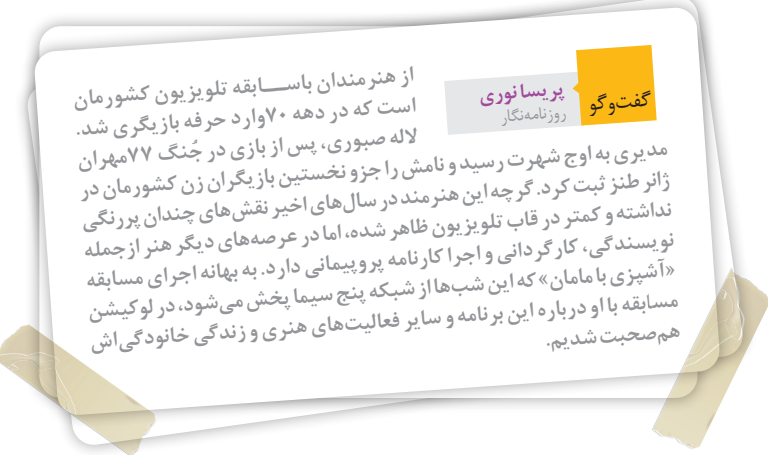 گفت‌وگو
پریسا نوری
روزنامه‌نگار
از هنرمندان باســـابقه تلویزیون کشورمان
است که در دهه ۷۰وارد حرفه بازیگری شد.
لاله صبوری، پس از بازی در جُنگ ۷۷مهران
مدیری به اوج شهرت رسید و نامش را جزو نخستین بازیگران زن کشورمان در
ژانر طنز ثبت کرد. گرچه این هنرمند در سال‌های اخیر نقش‌های چندان پررنگی
نداشته و کمتر در قاب تلویزیون ظاهر شده، اما در عرصه‌های دیگر هنر ازجمله
نویسندگی، کارگردانی و اجرا کارنامه پروپیمانی دارد. به بهانه اجرای مسابقه
«آشپزی با مامان» که این شب‌ها از شبکه پنج سیما پخش می‌شود، در لوکیشن
مسابقه با او درباره این برنامه و سایر فعالیت‌های هنری و زندگی خانودگی‌اش
هم‌صحبت شدیم.